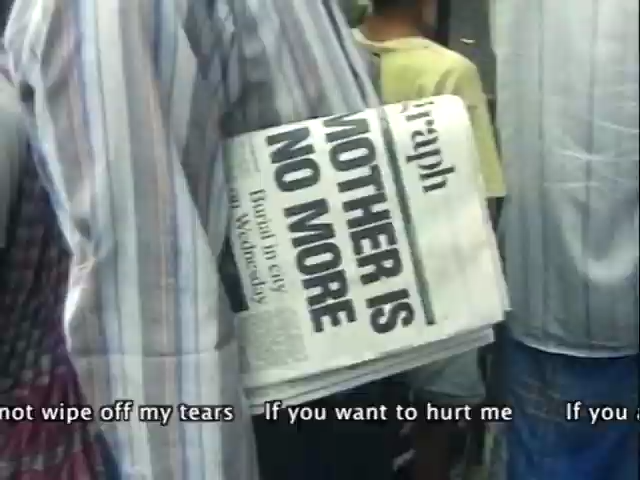 graph
MOTHER IS
NO MORE
Burial in city
on Wednesday
not wipe off my tears If you want to hurt me If you